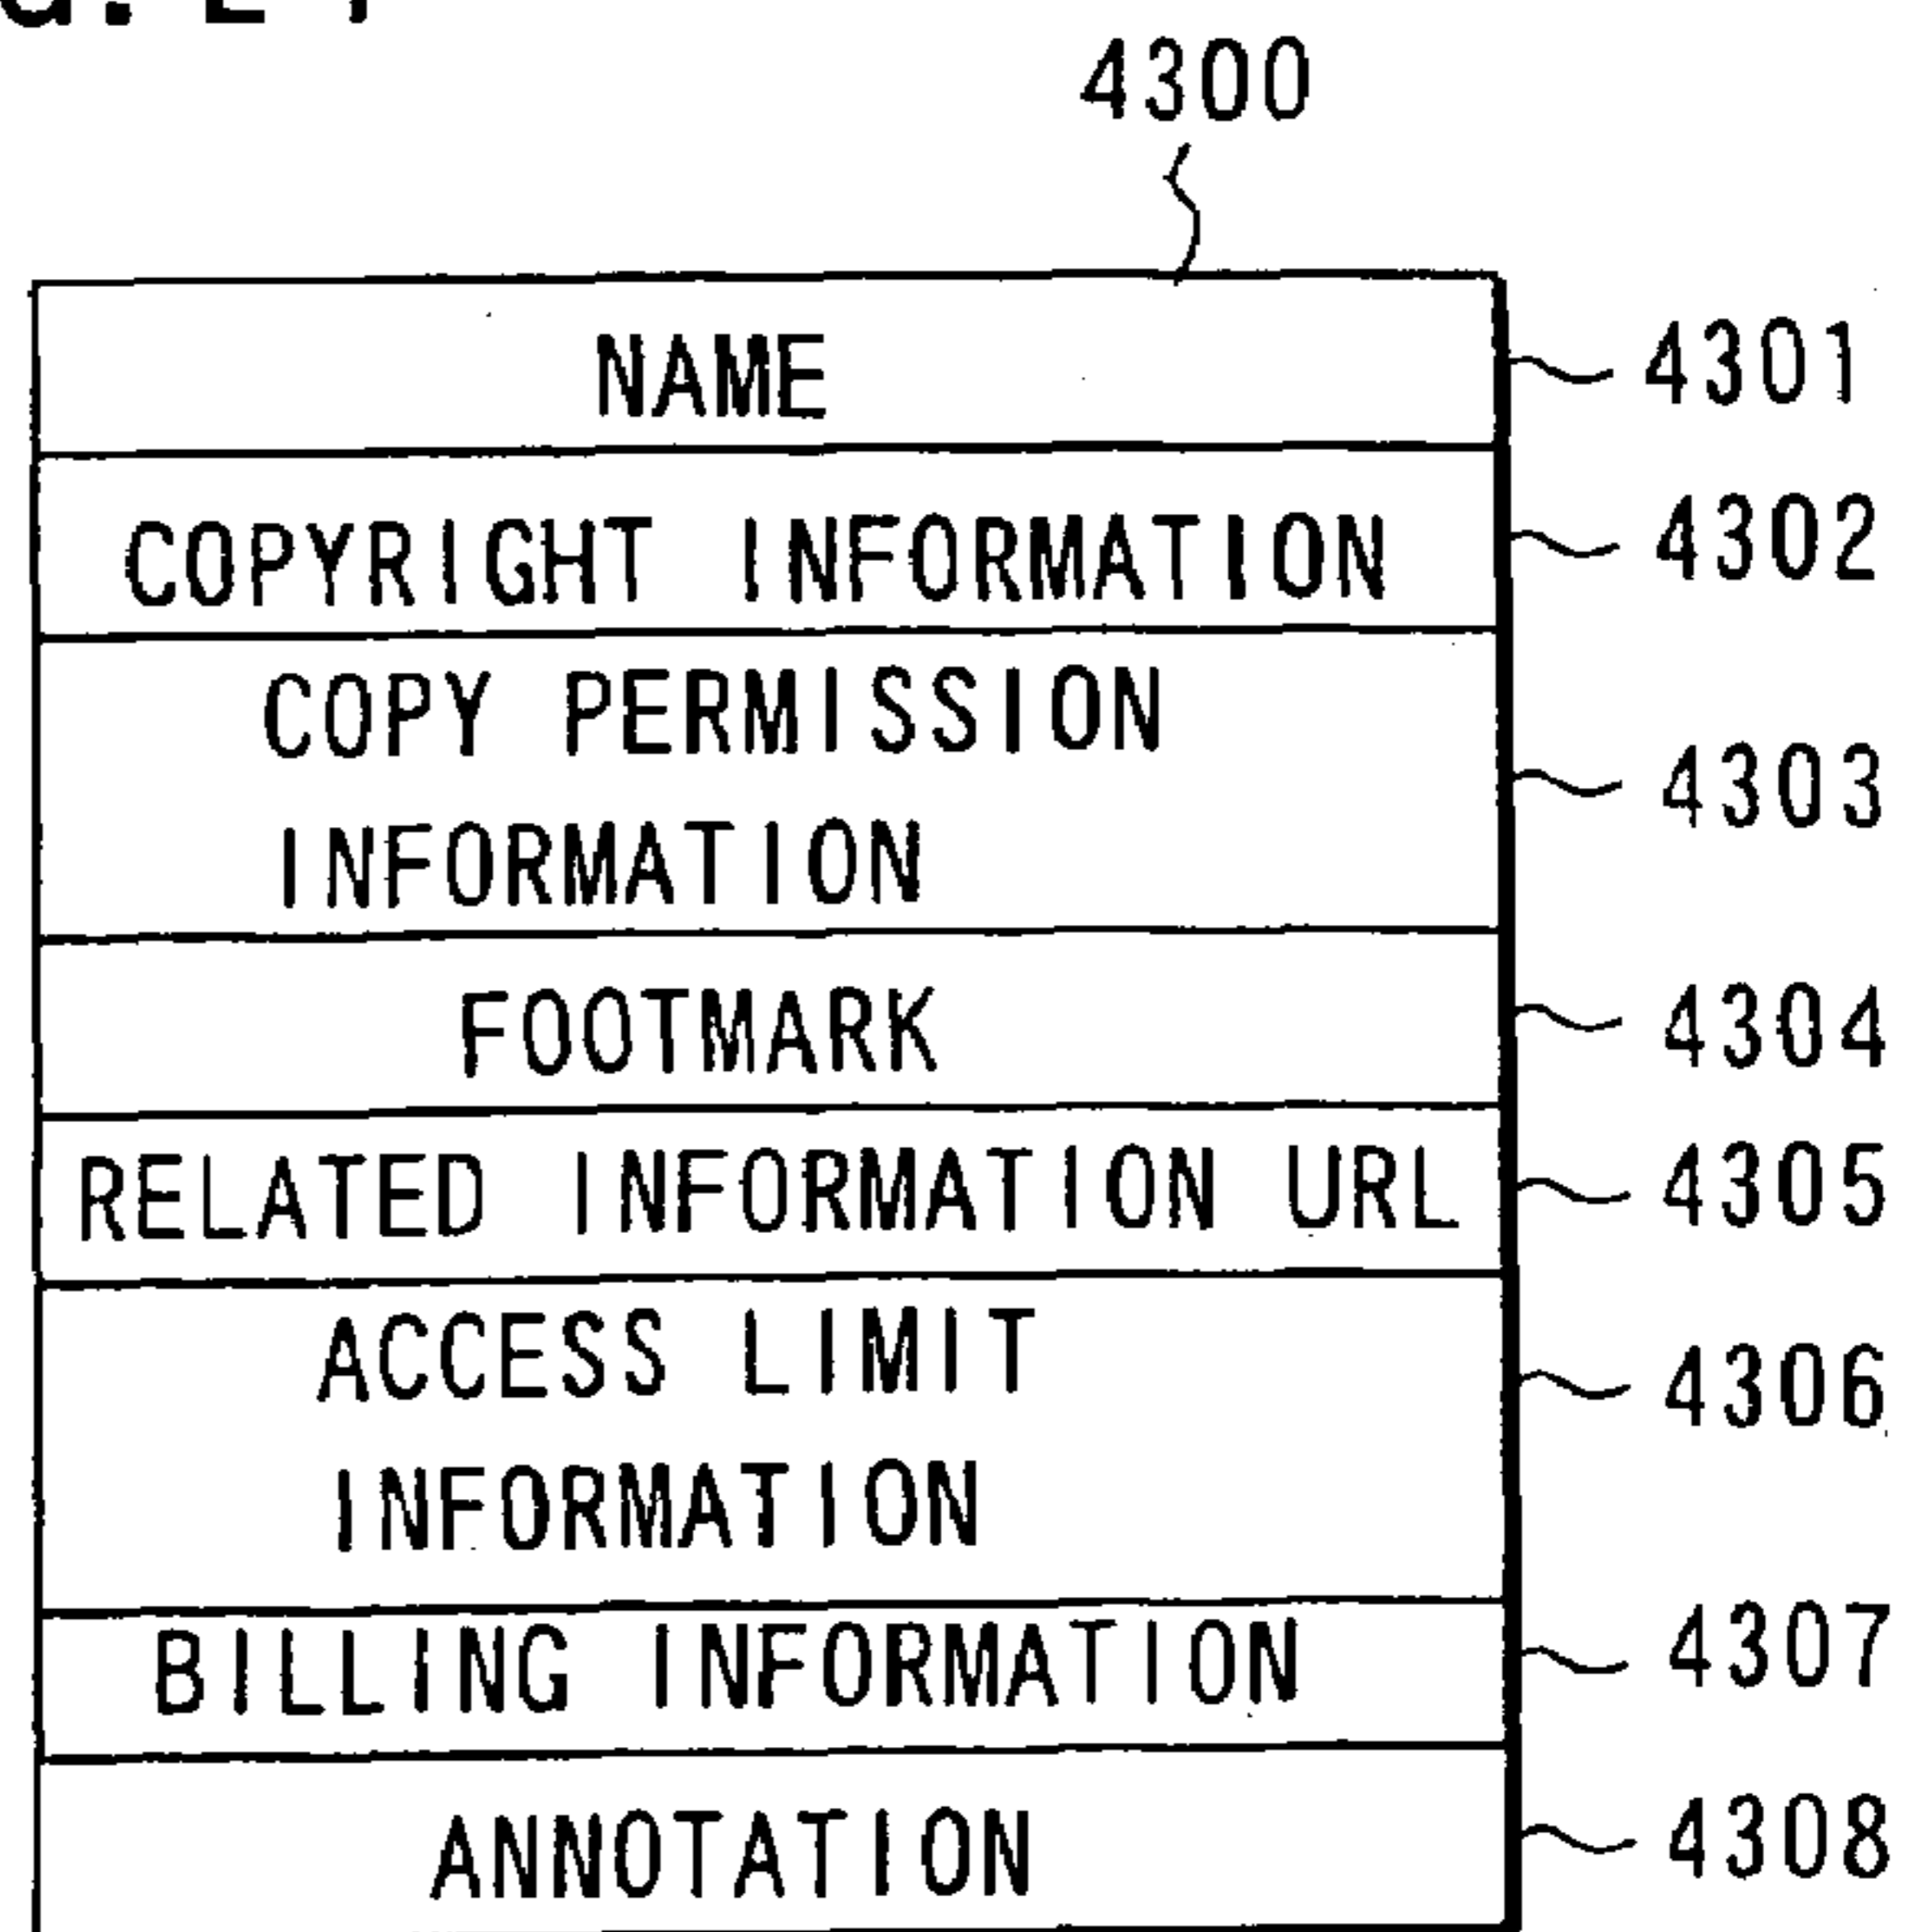 4300
NAME 4301
COPYRIGHT INFORMATION 4302
COPY PERMISSION
INFORMATION 4303
FOOTMARK 4304
RELATED INFORMATION URL 4305
ACCESS LIMIT 4306
INFORMATION
BILLING INFORMATION 4307
ANNOTATION 4308